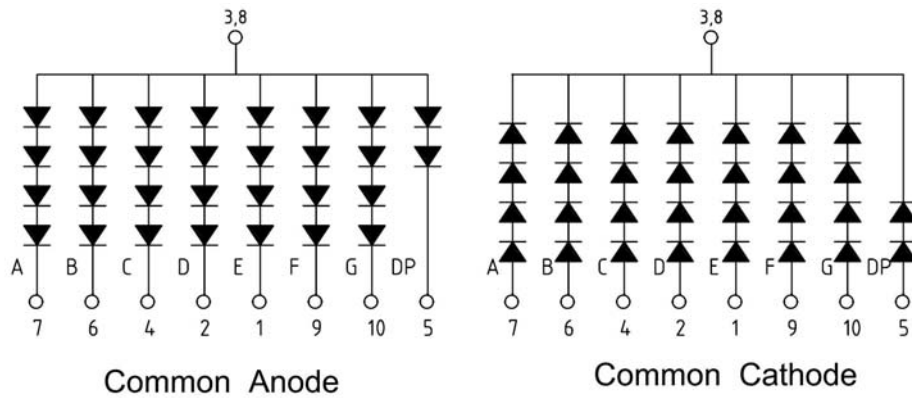 3,8
A B C D E F G DP
7 6 4 2 1 9 10 5
Common Anode
3,8
A B C D E F G DP
7 6 4 2 1 9 10 5
Common Cathode